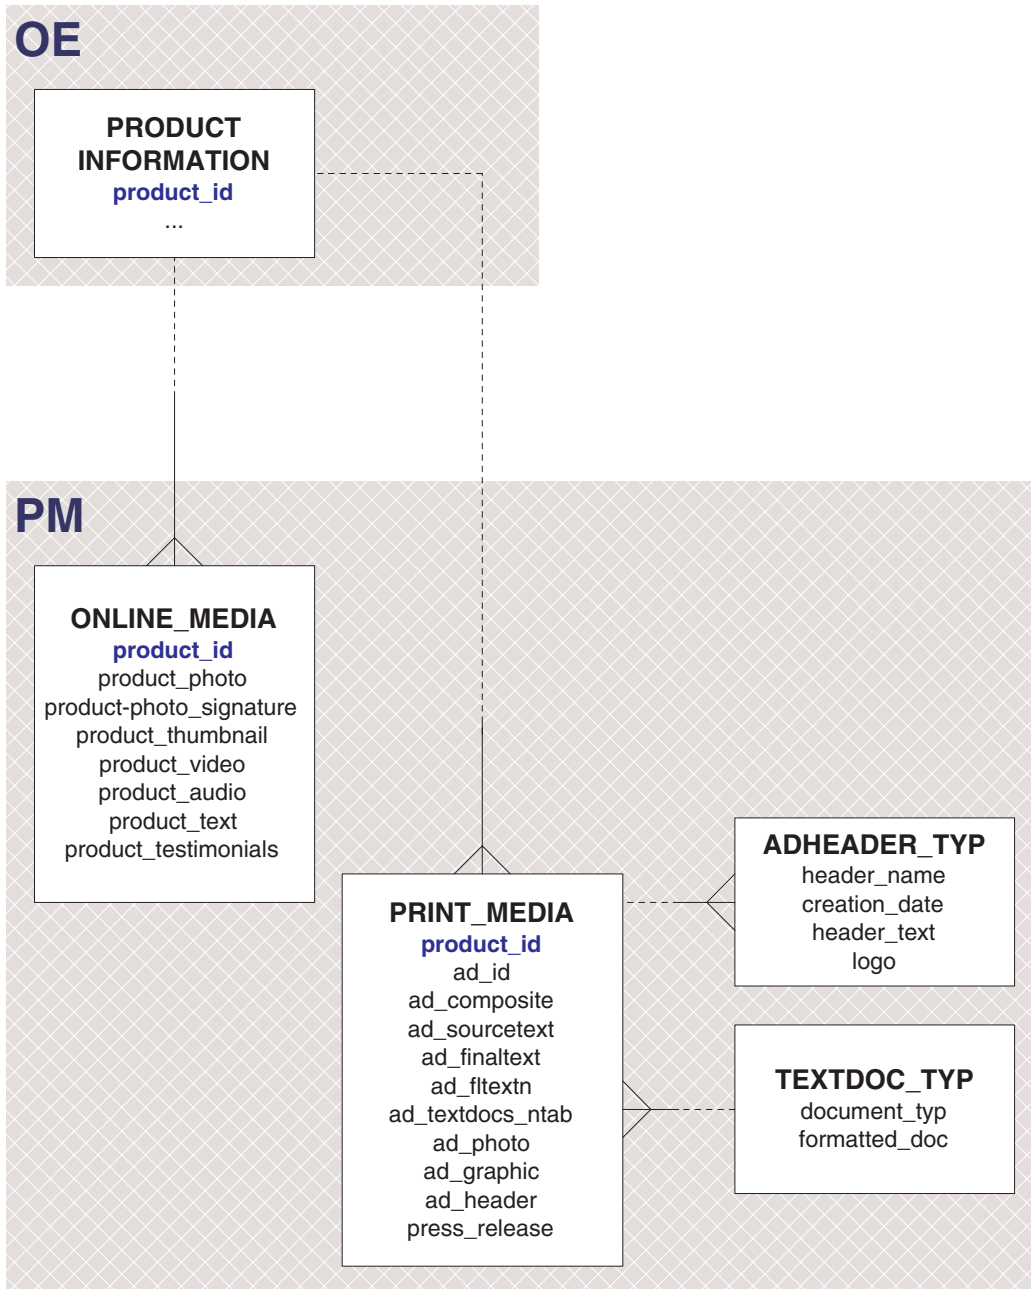 OE
PRODUCT
INFORMATION
product_id
...
PM
ONLINE_MEDIA
product_id
product_photo
product-photo_signature
product_thumbnail
product_video
product_audio
product_text
product_testimonials
PRINT_MEDIA
product_id
ad_id
ad_composite
ad_sourcetext
ad_finaltext
ad_fltextn
ad_textdocs_ntab
ad_photo
ad_graphic
ad_header
press_release
ADHEADER_TYP
header_name
creation_date
header_text
logo
TEXTDOC_TYP
document_typ
formatted_doc